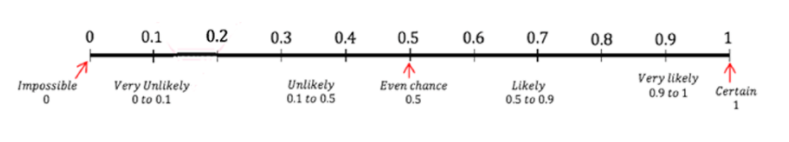 0 0.1 0.2 0.3 0.4 0.5 0.6 0.7 0.8 0.9 1
Impossible
0
Very Unlikely
0 to 0.1
Unlikely
0.1 to 0.5
Even chance
0.5
Likely
0.5 to 0.9
Very likely
0.9 to 1
Certain
1